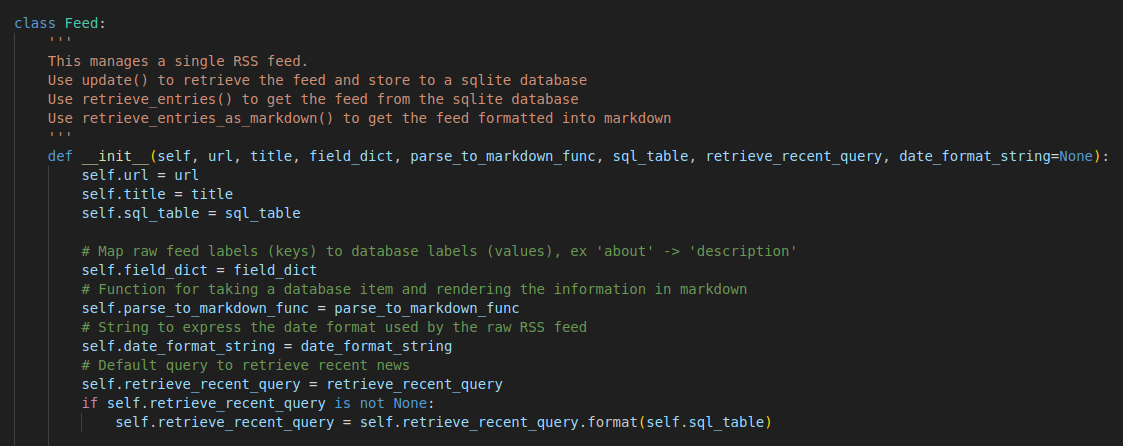 class Feed:
    '''
    This manages a single RSS feed.
    Use update() to retrieve the feed and store to a sqlite database
    Use retrieve_entries() to get the feed from the sqlite database
    Use retrieve_entries_as_markdown() to get the feed formatted into markdown
    '''
    def __init__(self, url, title, field_dict, parse_to_markdown_func, sql_table, retrieve_recent_query, date_format_string=None):
        self.url = url
        self.title = title
        self.sql_table = sql_table

        # Map raw feed labels (keys) to database labels (values), ex 'about' -> 'description'
        self.field_dict = field_dict
        # Function for taking a database item and rendering the information in markdown
        self.parse_to_markdown_func = parse_to_markdown_func
        # String to express the date format used by the raw RSS feed
        self.date_format_string = date_format_string
        # Default query to retrieve recent news
        self.retrieve_recent_query = retrieve_recent_query
        if self.retrieve_recent_query is not None:
            self.retrieve_recent_query = self.retrieve_recent_query.format(self.sql_table)